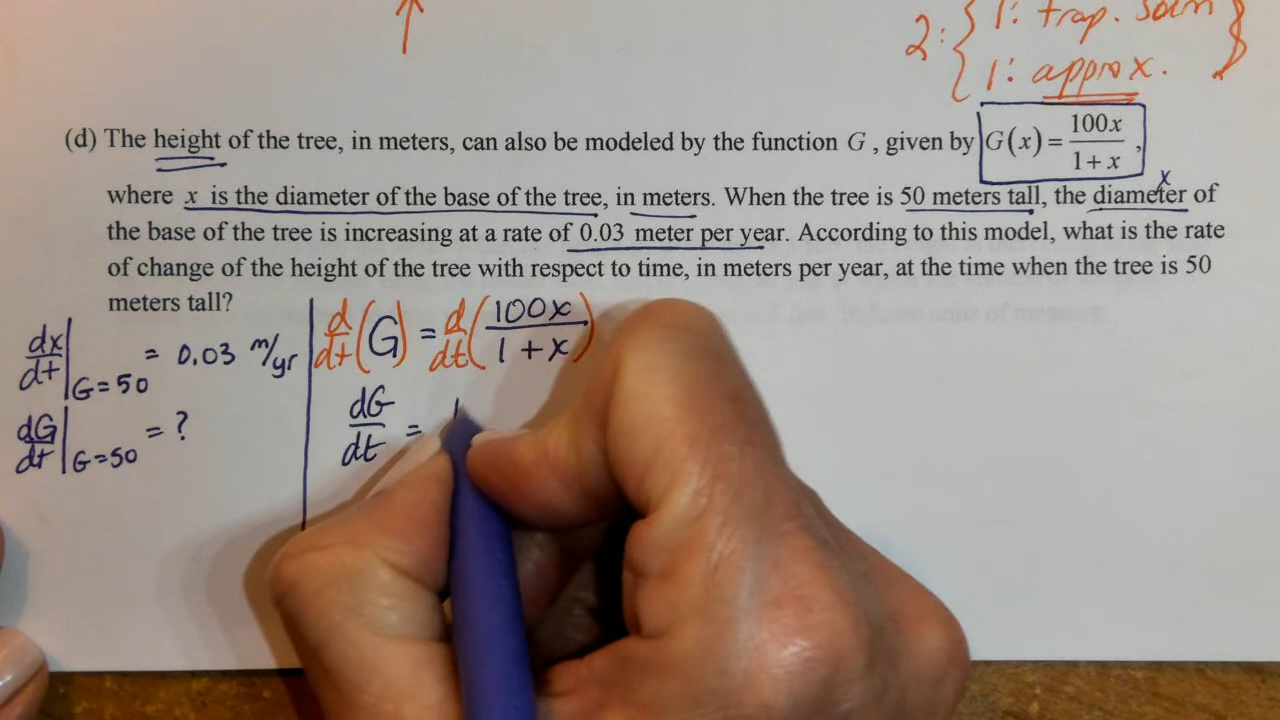 2: { 1: trap. sum
1: approx. }
(d) The height of the tree, in meters, can also be modeled by the function G, given by G(x) = 100x / 1 + x,
x
where x is the diameter of the base of the tree, in meters. When the tree is 50 meters tall, the diameter of
the base of the tree is increasing at a rate of 0.03 meter per year. According to this model, what is the rate
of change of the height of the tree with respect to time, in meters per year, at the time when the tree is 50
meters tall?
dx/dt | G=50 = 0.03 m/yr
dG/dt | G=50 = ?
d/dt (G) = d/dt (100x / 1 + x)
dG/dt =